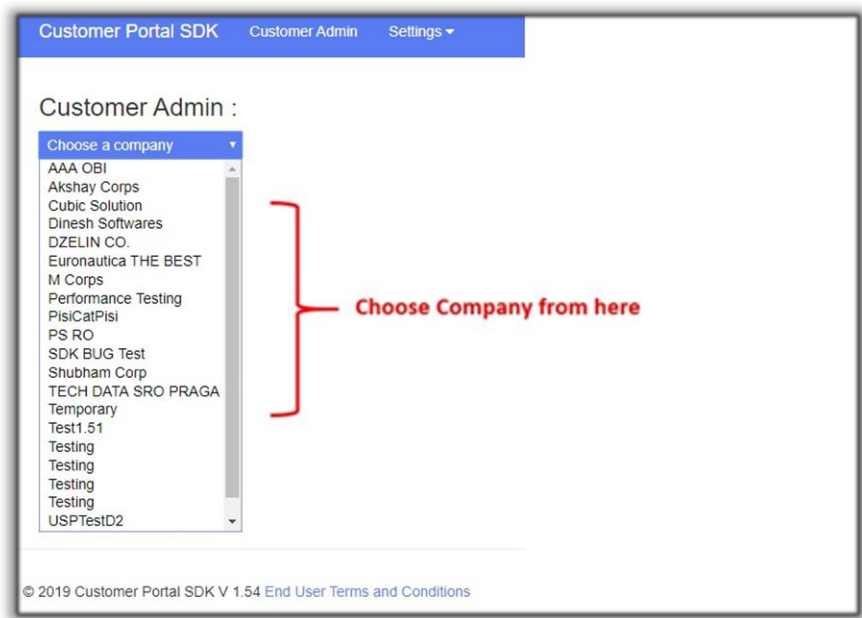 Customer Portal SDK Customer Admin Settings
Customer Admin :
Choose a company
AAA OBI
Akshay Corps
Cubic Solution
Dinesh Softwares
DZELIN CO.
Euronautica THE BEST
M Corps
Performance Testing
PisiCatPisi
PS RO
SDK BUG Test
Shubham Corp
TECH DATA SRO PRAGA
Temporary
Test1.51
Testing
Testing
Testing
Testing
USPTestD2
Choose Company from here
© 2019 Customer Portal SDK V 1.54 End User Terms and Conditions